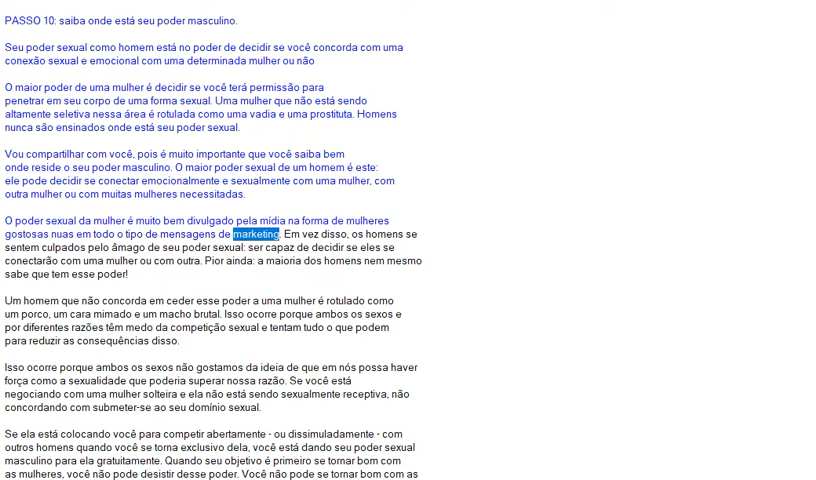 PASSO 10: saiba onde está seu poder masculino.
Seu poder sexual como homem está no poder de decidir se você concorda com uma
conexão sexual e emocional com uma determinada mulher ou não
O maior poder de uma mulher é decidir se você terá permissão para
penetrar em seu corpo de uma forma sexual. Uma mulher que não está sendo
altamente seletiva nessa área é rotulada como uma vadia e uma prostituta. Homens
nunca são ensinados onde está seu poder sexual.
Vou compartilhar com você, pois é muito importante que você saiba bem
onde reside o seu poder masculino. O maior poder sexual de um homem é este:
ele pode decidir se conectar emocionalmente e sexualmente com uma mulher, com
outra mulher ou com muitas mulheres necessitadas.
O poder sexual da mulher é muito bem divulgado pela mídia na forma de mulheres
gostosas nuas em todo o tipo de mensagens de marketing. Em vez disso, os homens se
sentem culpados pelo âmago de seu poder sexual: ser capaz de decidir se eles se
conectarão com uma mulher ou com outra. Pior ainda: a maioria dos homens nem mesmo
sabe que tem esse poder!
Um homem que não concorda em ceder esse poder a uma mulher é rotulado como
um porco, um cara mimado e um macho brutal. Isso ocorre porque ambos os sexos e
por diferentes razões têm medo da competição sexual e tentam tudo o que podem
para reduzir as consequências disso.
Isso ocorre porque ambos os sexos não gostamos da ideia de que em nós possa haver
força como a sexualidade que poderia superar nossa razão. Se você está
negociando com uma mulher solteira e ela não está sendo sexualmente receptiva, não
concordando com submeter-se ao seu domínio sexual.
Se ela está colocando você para competir abertamente - ou dissimuladamente - com
outros homens quando você se torna exclusivo dela, você está dando seu poder sexual
masculino para ela gratuitamente. Quando seu objetivo é primeiro se tornar bom com
as mulheres, você não pode desistir desse poder. Você não pode se tornar bom com as